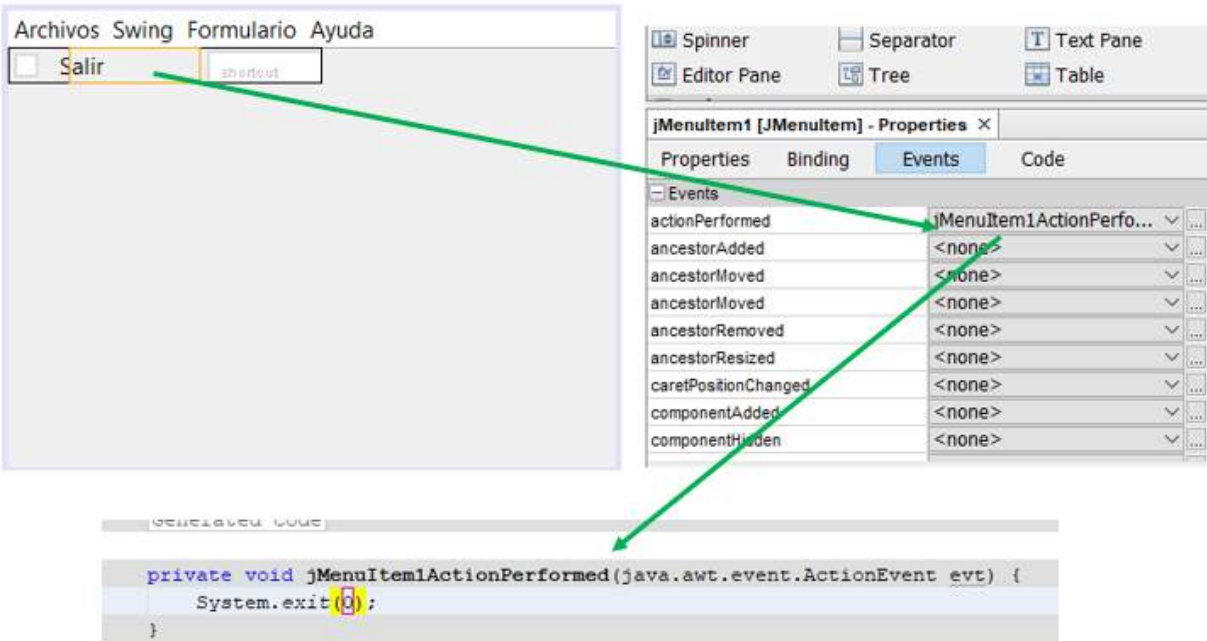 Archivos Swing Formulario Ayuda
Salir shortcut
Spinner Separator Text Pane
Editor Pane Tree Table
jMenuItem1 [JMenuItem] - Properties ×
Properties Binding Events Code
Events
actionPerformed jMenuItem1ActionPerfo... ...
ancestorAdded <none> ...
ancestorMoved <none> ...
ancestorMoved <none> ...
ancestorRemoved <none> ...
ancestorResized <none> ...
caretPositionChanged <none> ...
componentAdded <none> ...
componentHidden <none> ...
Generated Code
private void jMenuItem1ActionPerformed(java.awt.event.ActionEvent evt) {
System.exit(0);
}